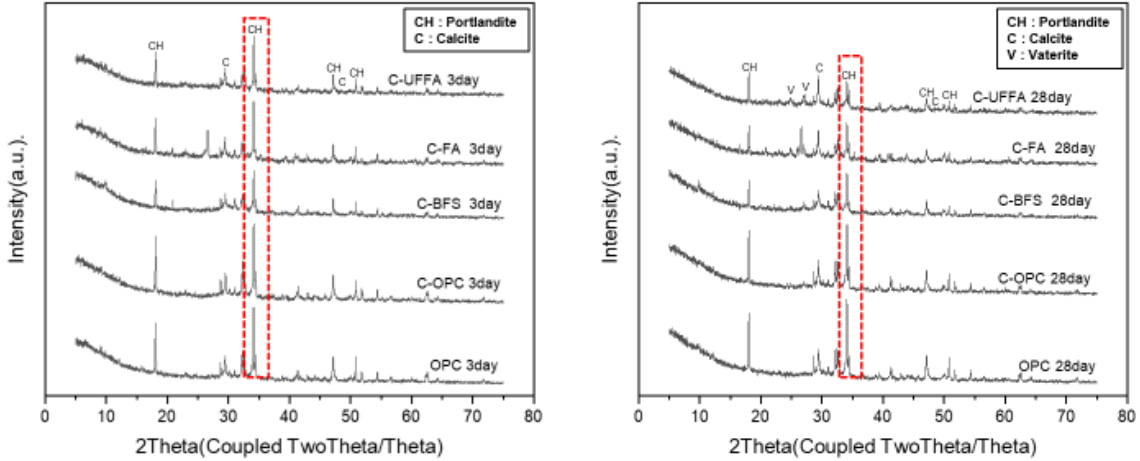 CH : Portlandite
C : Calcite
CH
C
CH
CH
C
CH
C-UFFA 3day
C-FA 3day
C-BFS 3day
C-OPC 3day
OPC 3day
Intensity(a.u.).
0 10 20 30 40 50 60 70 80
2Theta(Coupled TwoTheta/Theta)
CH : Portlandite
C : Calcite
V : Vaterite
CH
V
V
C
CH
CH
C
CH
C-UFFA 28day
C-FA 28day
C-BFS 28day
C-OPC 28day
OPC 28day
Intensity(a.u.).
0 10 20 30 40 50 60 70 80
2Theta(Coupled TwoTheta/Theta)